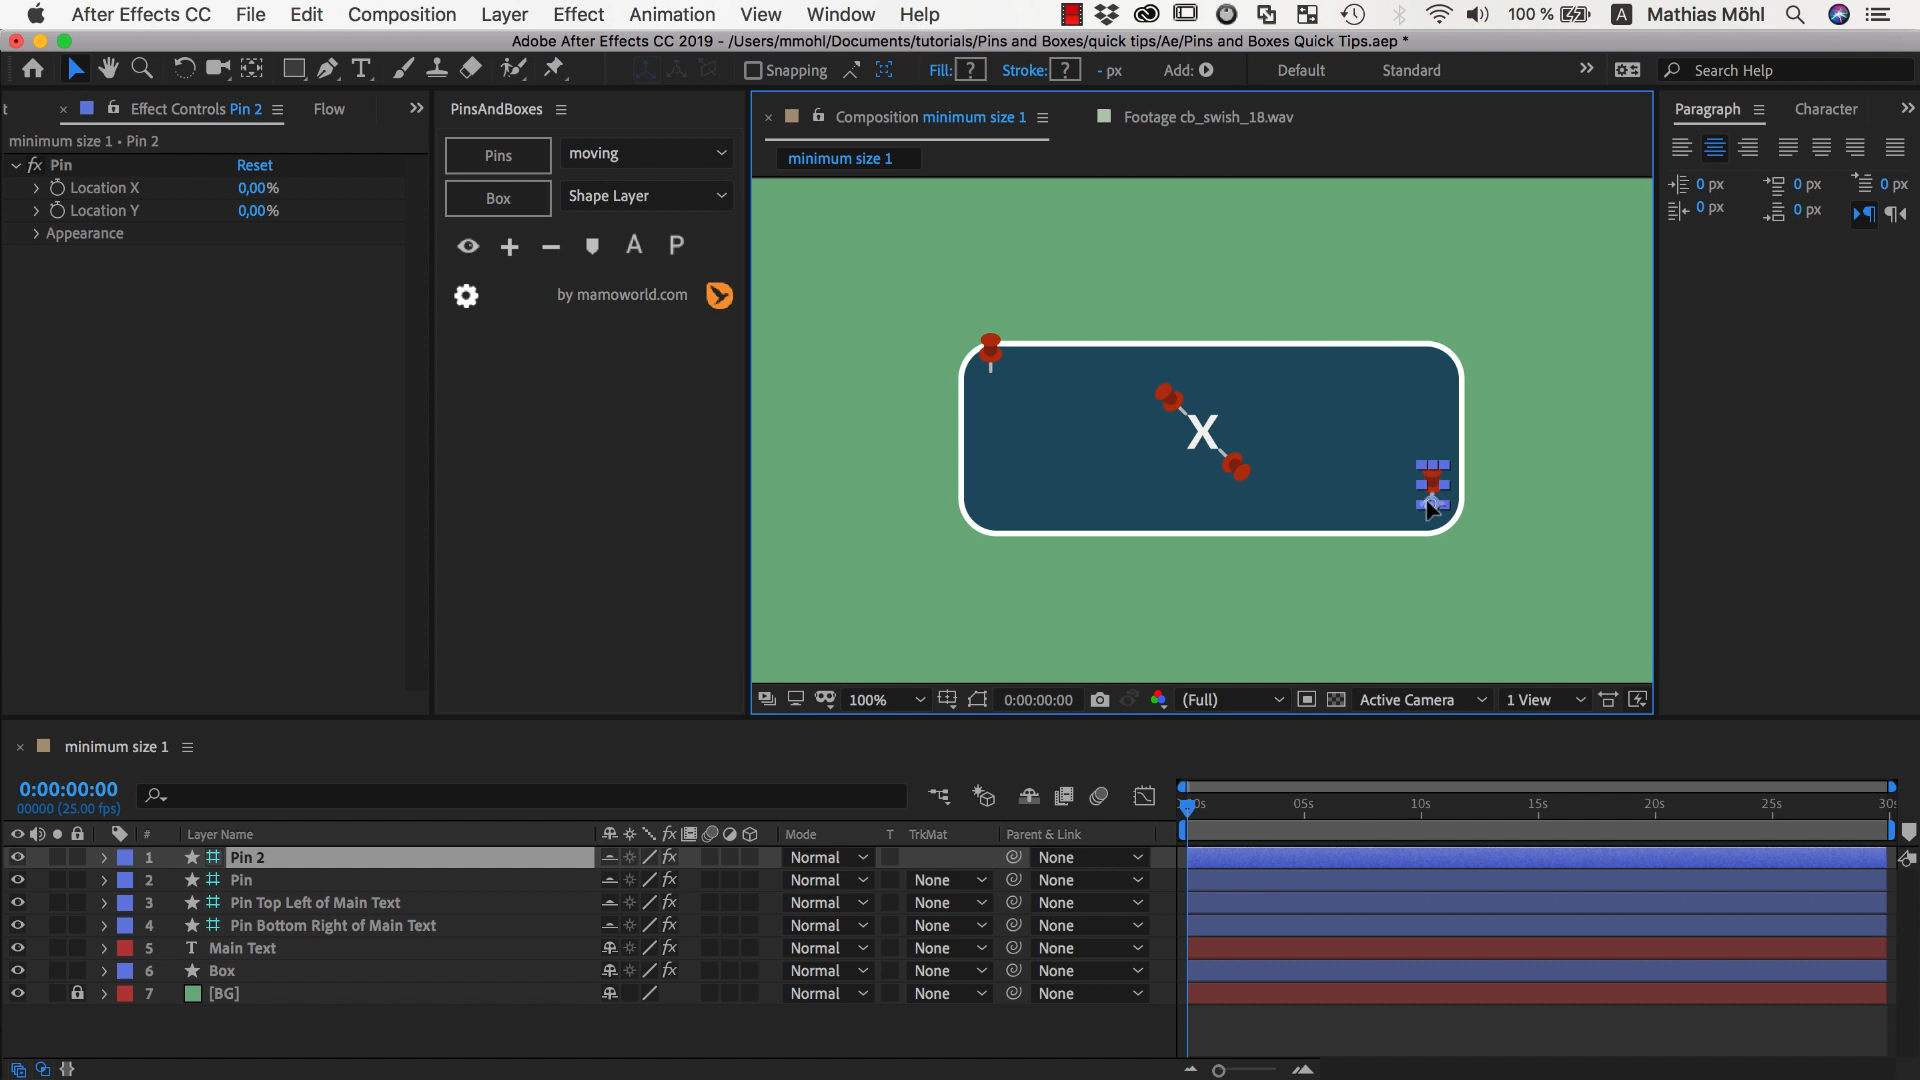 After Effects CC File Edit Composition Layer Effect Animation View Window Help 100 % A Mathias Möhl
Adobe After Effects CC 2019 - /Users/mmohl/Documents/tutorials/Pins and Boxes/quick tips/Ae/Pins and Boxes Quick Tips.aep *
Snapping Fill: ? Stroke: ? - px Add: Default Standard Search Help
t Effect Controls Pin 2 Flow
minimum size 1 • Pin 2
fx Pin Reset
Location X 0,00%
Location Y 0,00%
Appearance
PinsAndBoxes
Pins moving
Box Shape Layer
A P
by mamoworld.com
Composition minimum size 1 Footage cb_swish_18.wav
minimum size 1
X
100% 0:00:00:00 (Full) Active Camera 1 View
Paragraph Character
0 px 0 px 0 px
0 px 0 px
minimum size 1
0:00:00:00
00000 (25.00 fps)
00s 05s 10s 15s 20s 25s 30s
# Layer Name fx Mode T TrkMat Parent & Link
1 Pin 2 fx Normal None
2 Pin fx Normal None None
3 Pin Top Left of Main Text fx Normal None None
4 Pin Bottom Right of Main Text fx Normal None None
5 T Main Text fx Normal None None
6 Box fx Normal None None
7 [BG] Normal None None